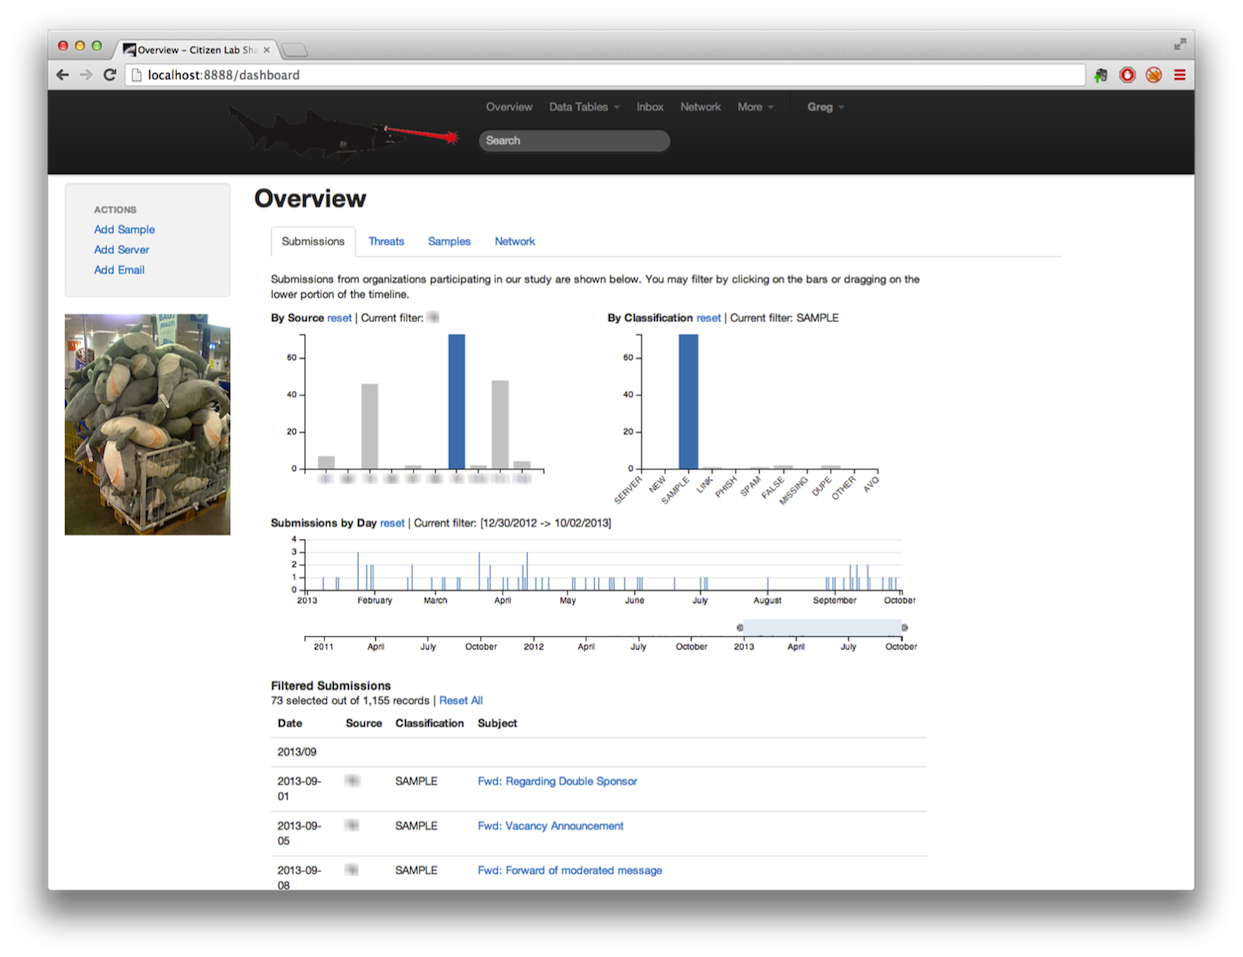 Overview – Citizen Lab Sha
localhost:8888/dashboard
Overview Data Tables Inbox Network More Greg
Search
ACTIONS
Add Sample
Add Server
Add Email
Overview
Submissions Threats Samples Network
Submissions from organizations participating in our study are shown below. You may filter by clicking on the bars or dragging on the
lower portion of the timeline.
By Source reset | Current filter:
60
40
20
0
By Classification reset | Current filter: SAMPLE
60
40
20
0
SERVER NEW SAMPLE LINK PHISH SPAM FALSE MISSING DUPE OTHER AVQ
Submissions by Day reset | Current filter: [12/30/2012 -> 10/02/2013]
4
3
2
1
0
2013 February March April May June July August September October
2011 April July October 2012 April July October 2013 April July October
Filtered Submissions
73 selected out of 1,155 records | Reset All
Date Source Classification Subject
2013/09
2013-09-
01
SAMPLE Fwd: Regarding Double Sponsor
2013-09-
05
SAMPLE Fwd: Vacancy Announcement
2013-09-
08
SAMPLE Fwd: Forward of moderated message